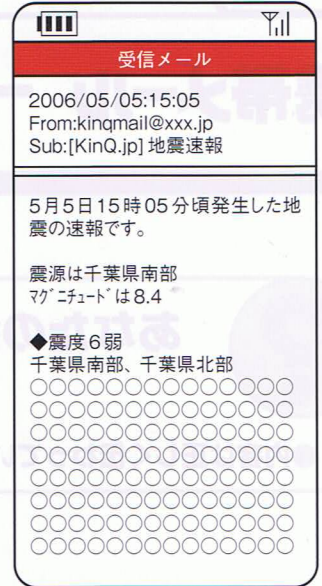 受信メール
2006/05/05:15:05
From:kinqmail@xxx.jp
Sub:[KinQ.jp] 地震速報
5月5日15時05分頃発生した地
震の速報です。
震源は千葉県南部
マグニチュードは8.4
◆震度6弱
千葉県南部、千葉県北部
○○○○○○○○○○○○○○
○○○○○○○○○○○○○○
○○○○○○○○○○○○○○
○○○○○○○○○○○○○○
○○○○○○○○○○○○○○
○○○○○○○○○○○○○○
○○○○○○○○○○○○○○
○○○○○○○○○○○○○○